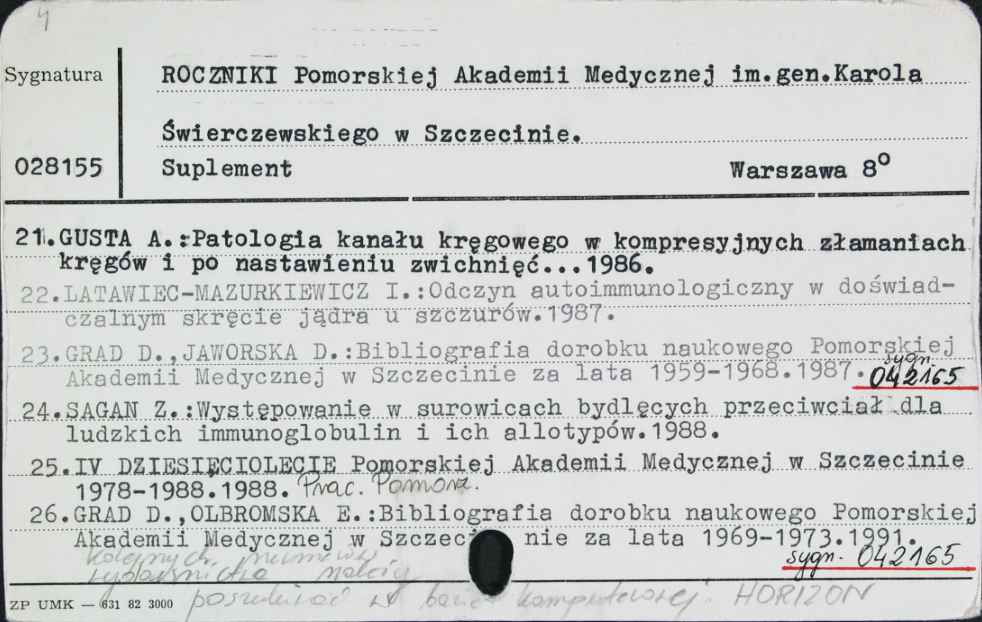 4
Sygnatura
ROCZNIKI Pomorskiej Akademii Medycznej im.gen.Karola
Świerczewskiego w Szczecinie.
028155
Suplement
Warszawa 8°
21.GUSTA A.:Patologia kanału kręgowego w kompresyjnych złamaniach
kręgów i po nastawieniu zwichnięć...1986.
22.LATAWIEC-MAZURKIEWICZ I.:Odczyn autoimmunologiczny w doświad-
czalnym skręcie jądra u szczurów.1987.
23.GRAD D.,JAWORSKA D.:Bibliografia dorobku naukowego Pomorskiej
Akademii Medycznej w Szczecinie za lata 1959-1968.1987. sygn. 042165
24.SAGAN Z.:Występowanie w surowicach bydlęcych przeciwciał dla
ludzkich immunoglobulin i ich allotypów.1988.
25.IV DZIESIĘCIOLECIE Pomorskiej Akademii Medycznej w Szczecinie
1978-1988.1988. Prac. Pomorz.
26.GRAD D.,OLBROMSKA E.:Bibliografia dorobku naukowego Pomorskiej
Akademii Medycznej w Szczeci nie za lata 1969-1973.1991.
sygn. 042165
kolejnych numerów
wydawnictwa należy
poszukiwać w bazie komputerowej HORIZON
ZP UMK — 631 82 3000